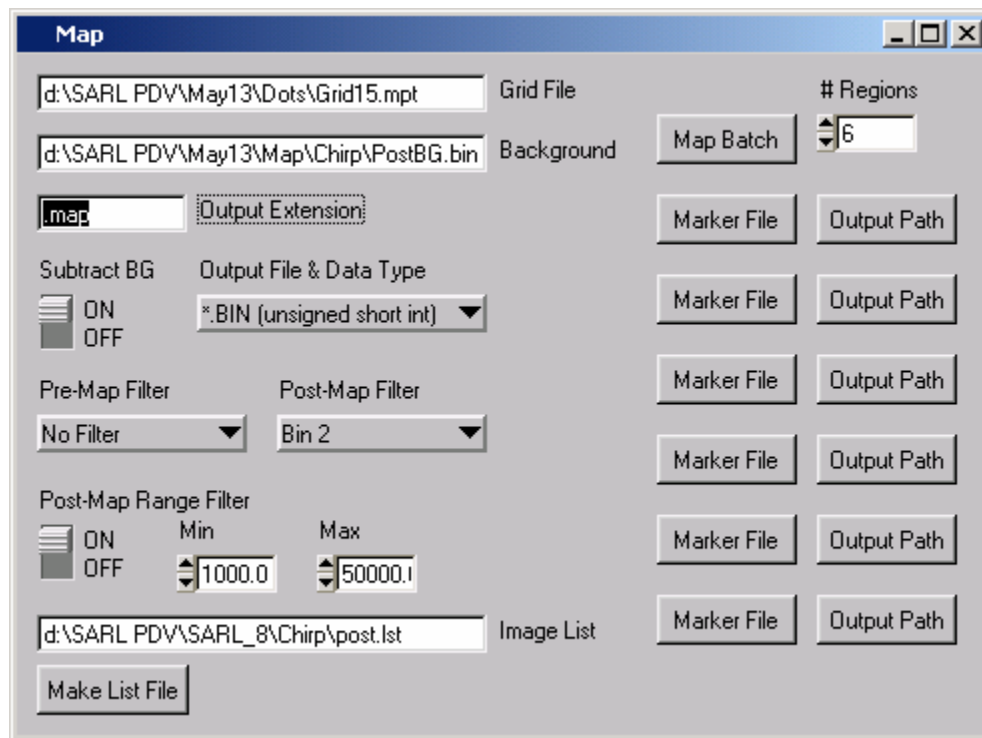 Map
d:\SARL PDV\May13\Dots\Grid15.mpt Grid File # Regions
d:\SARL PDV\May13\Map\Chirp\PostBG.bin Background Map Batch 6
.map Output Extension Marker File Output Path
Subtract BG Output File & Data Type
ON
OFF
*.BIN (unsigned short int) Marker File Output Path
Pre-Map Filter Post-Map Filter Marker File Output Path
No Filter Bin 2 Marker File Output Path
Post-Map Range Filter
ON
OFF
Min Max
1000.0 50000. Marker File Output Path
d:\SARL PDV\SARL_8\Chirp\post.lst Image List Marker File Output Path
Make List File